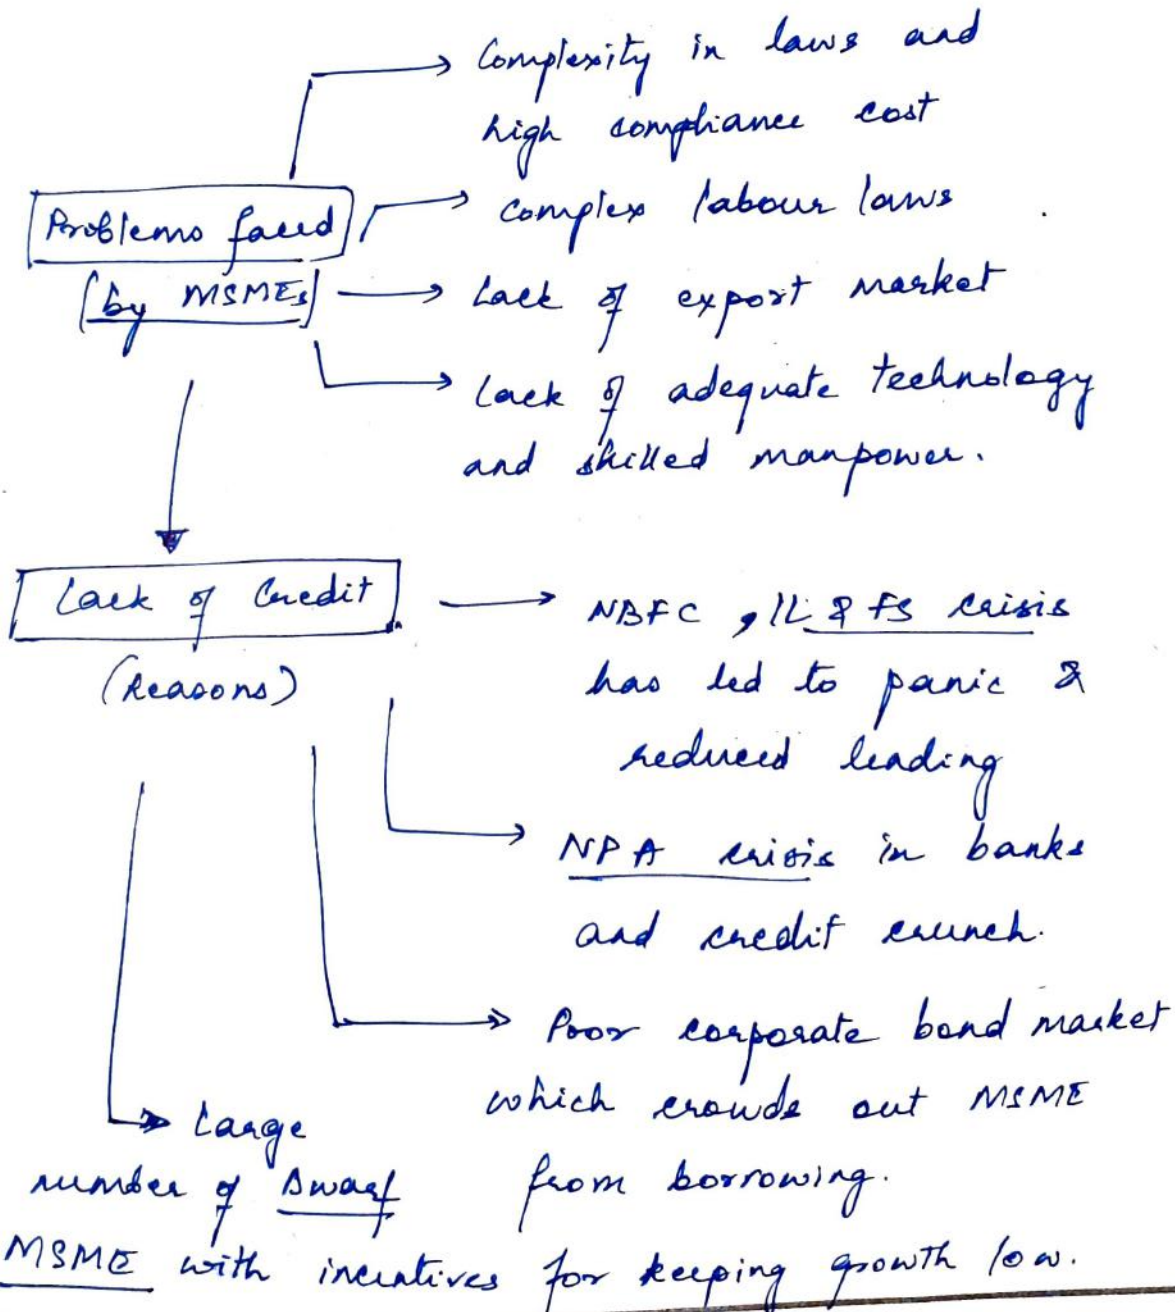 Complexity in laws and
high compliance cost
Problems faced
by MSMEs
Complex labour laws
Lack of export market
Lack of adequate technology
and skilled manpower.
Lack of Credit
(Reasons)
NBFC, IL & FS crisis
has led to panic &
reduced lending
NPA crisis in banks
and credit crunch.
Poor corporate bond market
which crowds out MSME
from borrowing.
Large
number of Dwarf
MSME with incentives for keeping growth low.